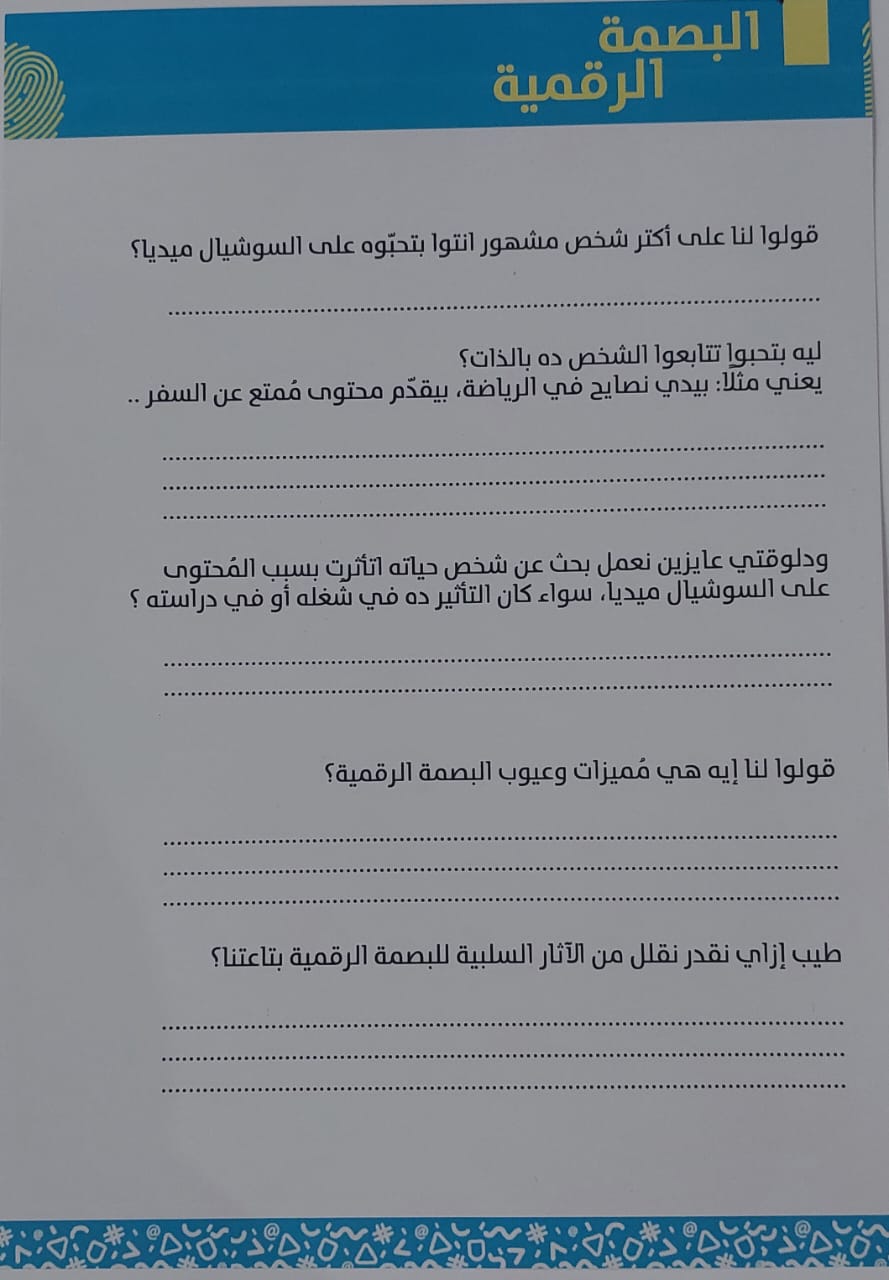 البصمة
الرقمية
قولوا لنا على أكتر شخص مشهور انتوا بتحبّوه على السوشيال ميديا؟
ليه بتحبوا تتابعوا الشخص ده بالذات؟
يعني مثلًا: بيدي نصايح في الرياضة، بيقدّم محتوى مُمتع عن السفر ..
ودلوقتي عايزين نعمل بحث عن شخص حياته اتأثرت بسبب المُحتوى
على السوشيال ميديا، سواء كان التأثير ده في شُغله أو في دراسته ؟
قولوا لنا إيه هي مُميزات وعيوب البصمة الرقمية؟
طيب إزاي نقدر نقلل من الآثار السلبية للبصمة الرقمية بتاعتنا؟